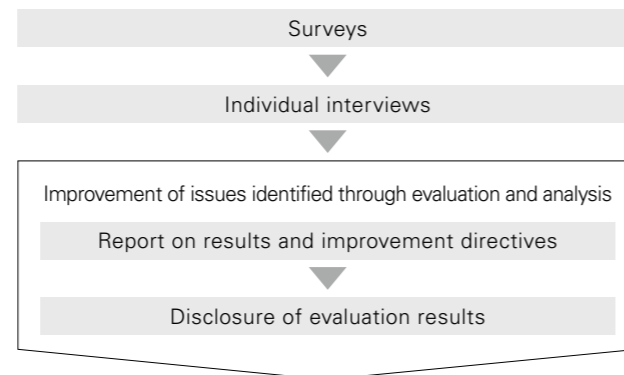 Surveys
Individual interviews
Improvement of issues identified through evaluation and analysis
Report on results and improvement directives
Disclosure of evaluation results